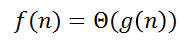 f(n) = Θ(g(n))